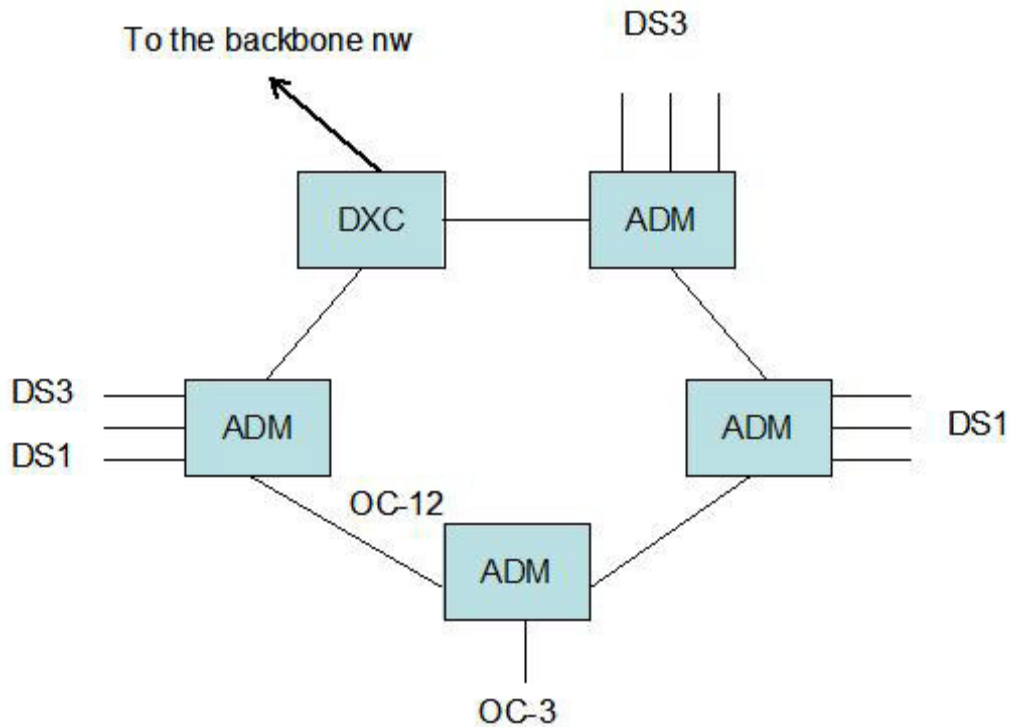 To the backbone nw
DS3
DXC
ADM
DS3
DS1
ADM
ADM
DS1
OC-12
ADM
OC-3